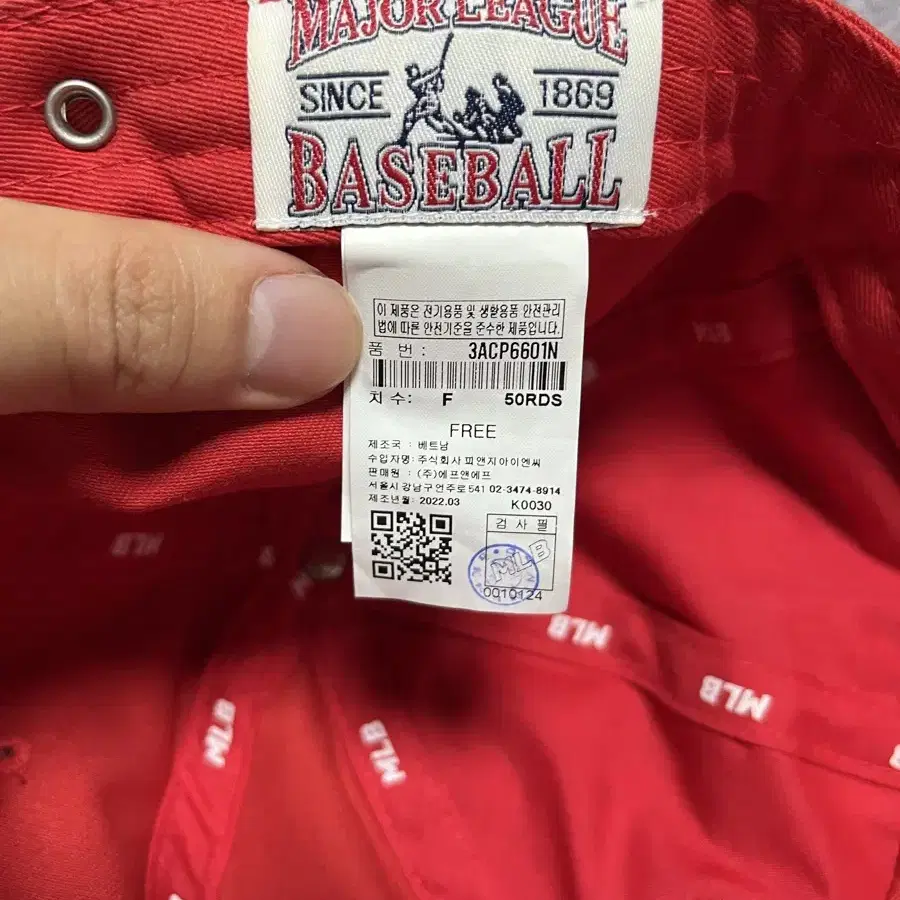 MAJOR LEAGUE
SINCE 1869
BASEBALL
이 제품은 전기용품 및 생활용품 안전관리
법에 따른 안전기준을 준수한 제품입니다.
품 번 : 3ACP6601N
치 수: F 50RDS
FREE
제조국 : 베트남
수입자명: 주식회사 피앤지아이엔씨
판매원 : (주)에프앤에프
서울시 강남구 언주로 541 02-3474-8914
제조년월: 2022.03 K0030
검 사 필
MLB
0010124
MLB
MLB
MLB
MLB
MLB